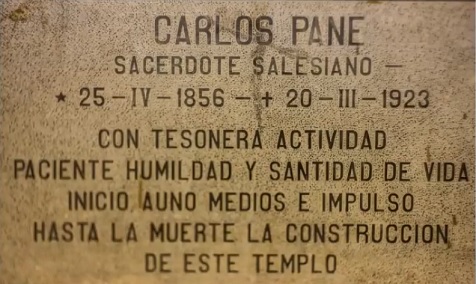 CARLOS PANE
SACERDOTE SALESIANO –
★ 25 – IV – 1856 – + 20 – III – 1923
CON TESONERA ACTIVIDAD
PACIENTE HUMILDAD Y SANTIDAD DE VIDA
INICIO AUNO MEDIOS E IMPULSO
HASTA LA MUERTE LA CONSTRUCCION
DE ESTE TEMPLO